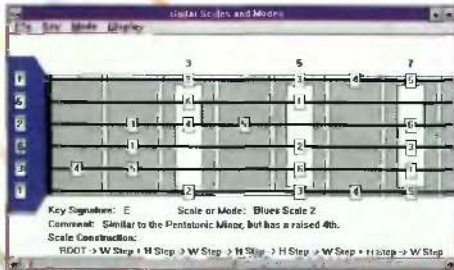 Guitar Scales and Modes
File Key Mode Display
3 5 7
Key Signature: E Scale or Mode: Blues Scale 2
Comment: Similar to the Pentatonic Minor, but has a raised 4th.
Scale Construction:
ROOT -> W Step + H Step -> W Step -> H Step -> H Step -> W Step + H Step -> W Step